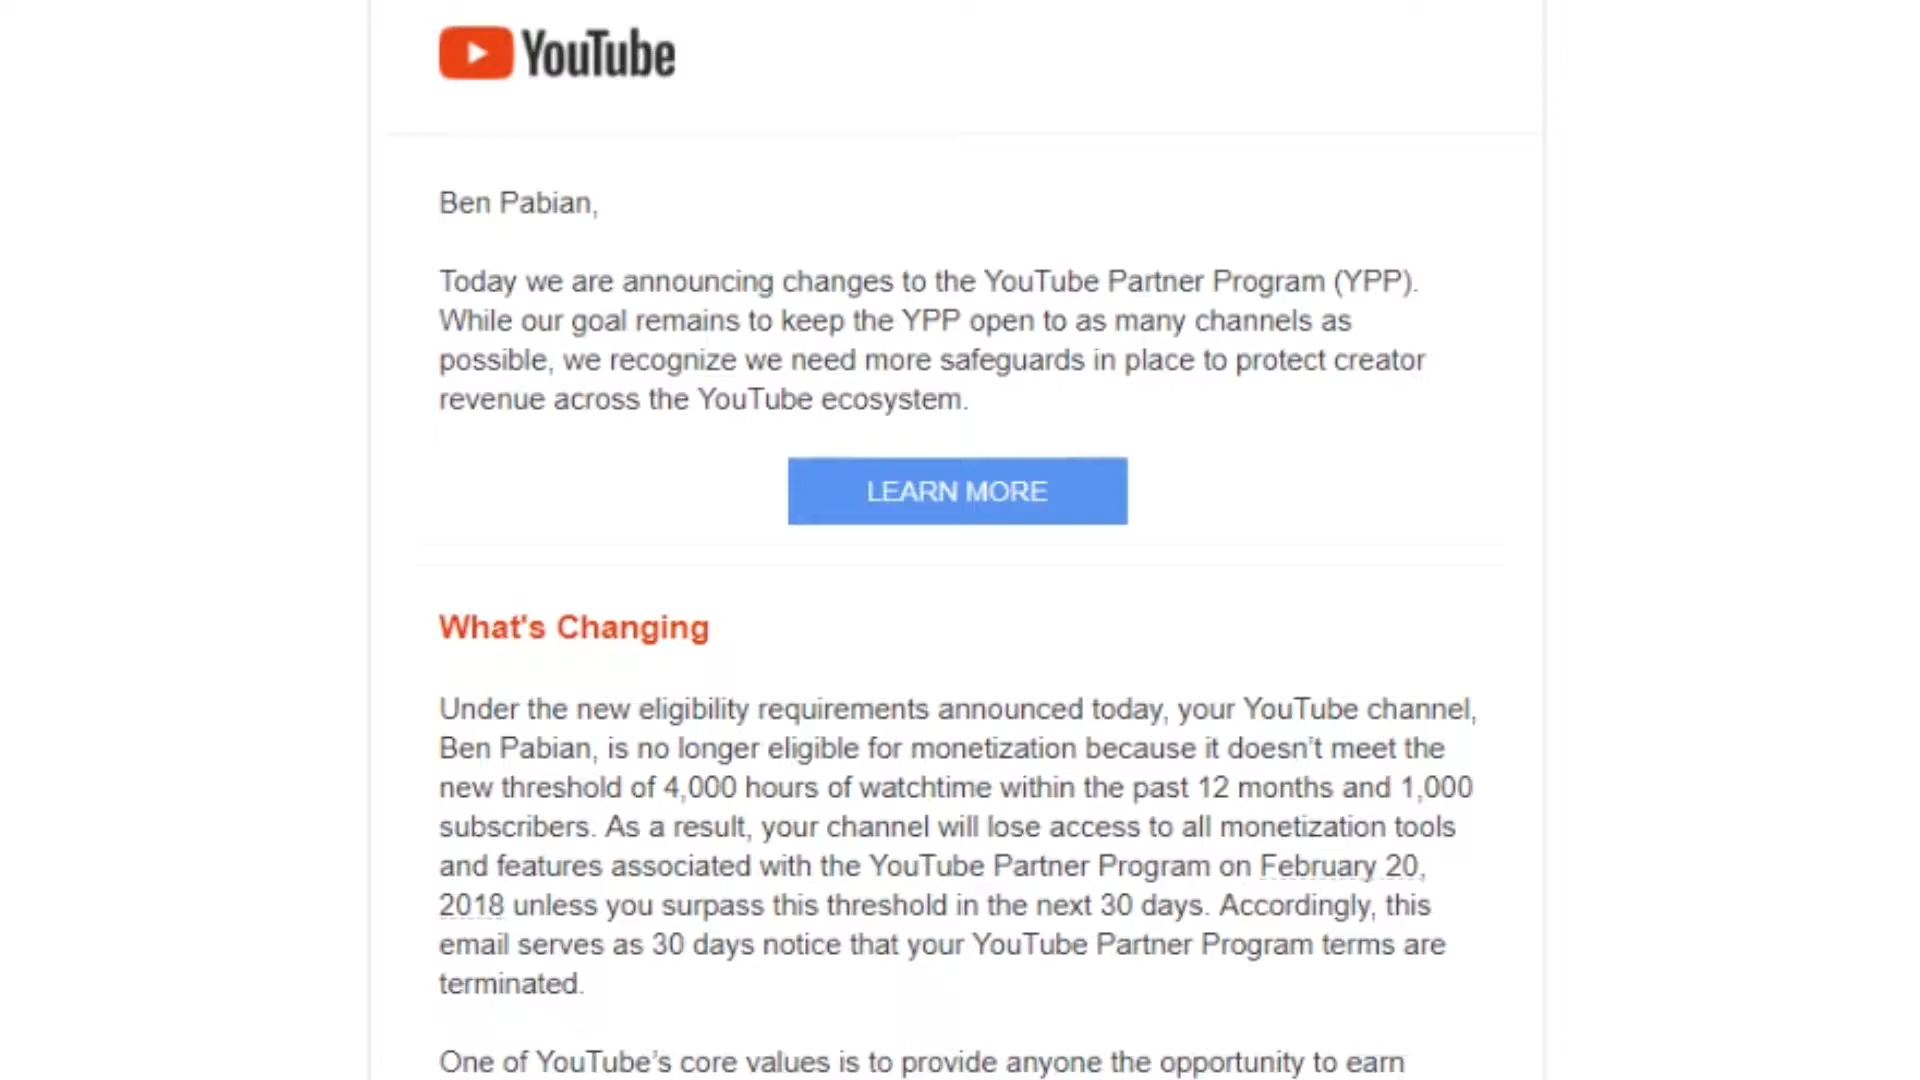 YouTube
Ben Pabian,
Today we are announcing changes to the YouTube Partner Program (YPP).
While our goal remains to keep the YPP open to as many channels as
possible, we recognize we need more safeguards in place to protect creator
revenue across the YouTube ecosystem.
LEARN MORE
What's Changing
Under the new eligibility requirements announced today, your YouTube channel,
Ben Pabian, is no longer eligible for monetization because it doesn’t meet the
new threshold of 4,000 hours of watchtime within the past 12 months and 1,000
subscribers. As a result, your channel will lose access to all monetization tools
and features associated with the YouTube Partner Program on February 20,
2018 unless you surpass this threshold in the next 30 days. Accordingly, this
email serves as 30 days notice that your YouTube Partner Program terms are
terminated.
One of YouTube’s core values is to provide anyone the opportunity to earn